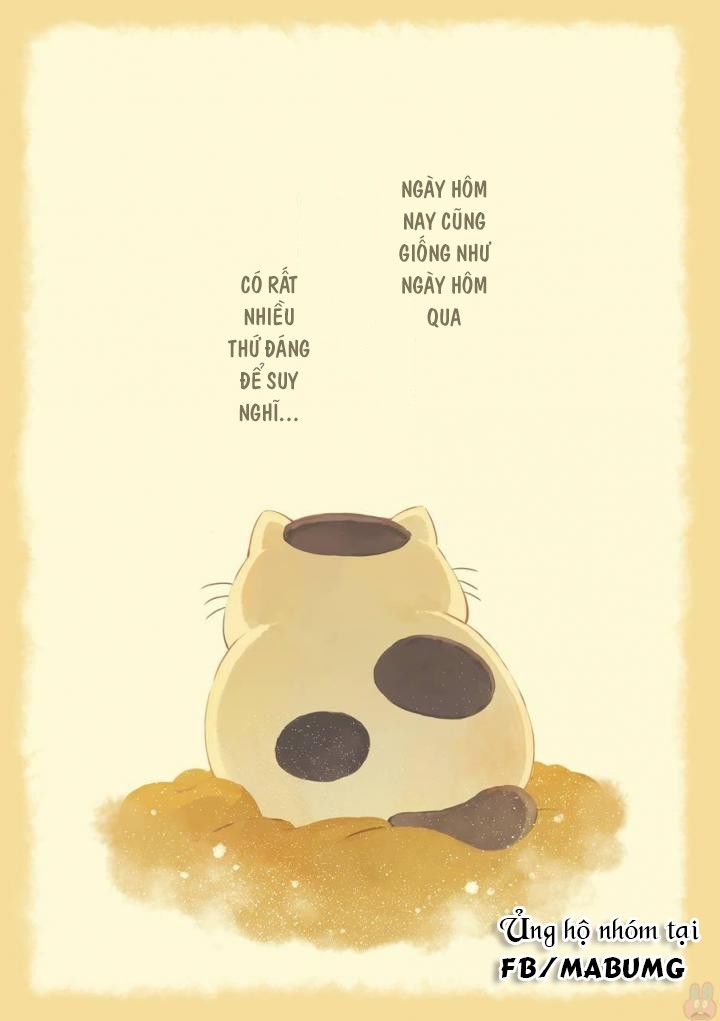 NGÀY HÔM
NAY CŨNG
GIỐNG NHƯ
NGÀY HÔM
QUA
CÓ RẤT
NHIỀU
THỨ ĐÁNG
ĐỂ SUY
NGHĨ...
Ủng hộ nhóm tại
FB/MABUMG